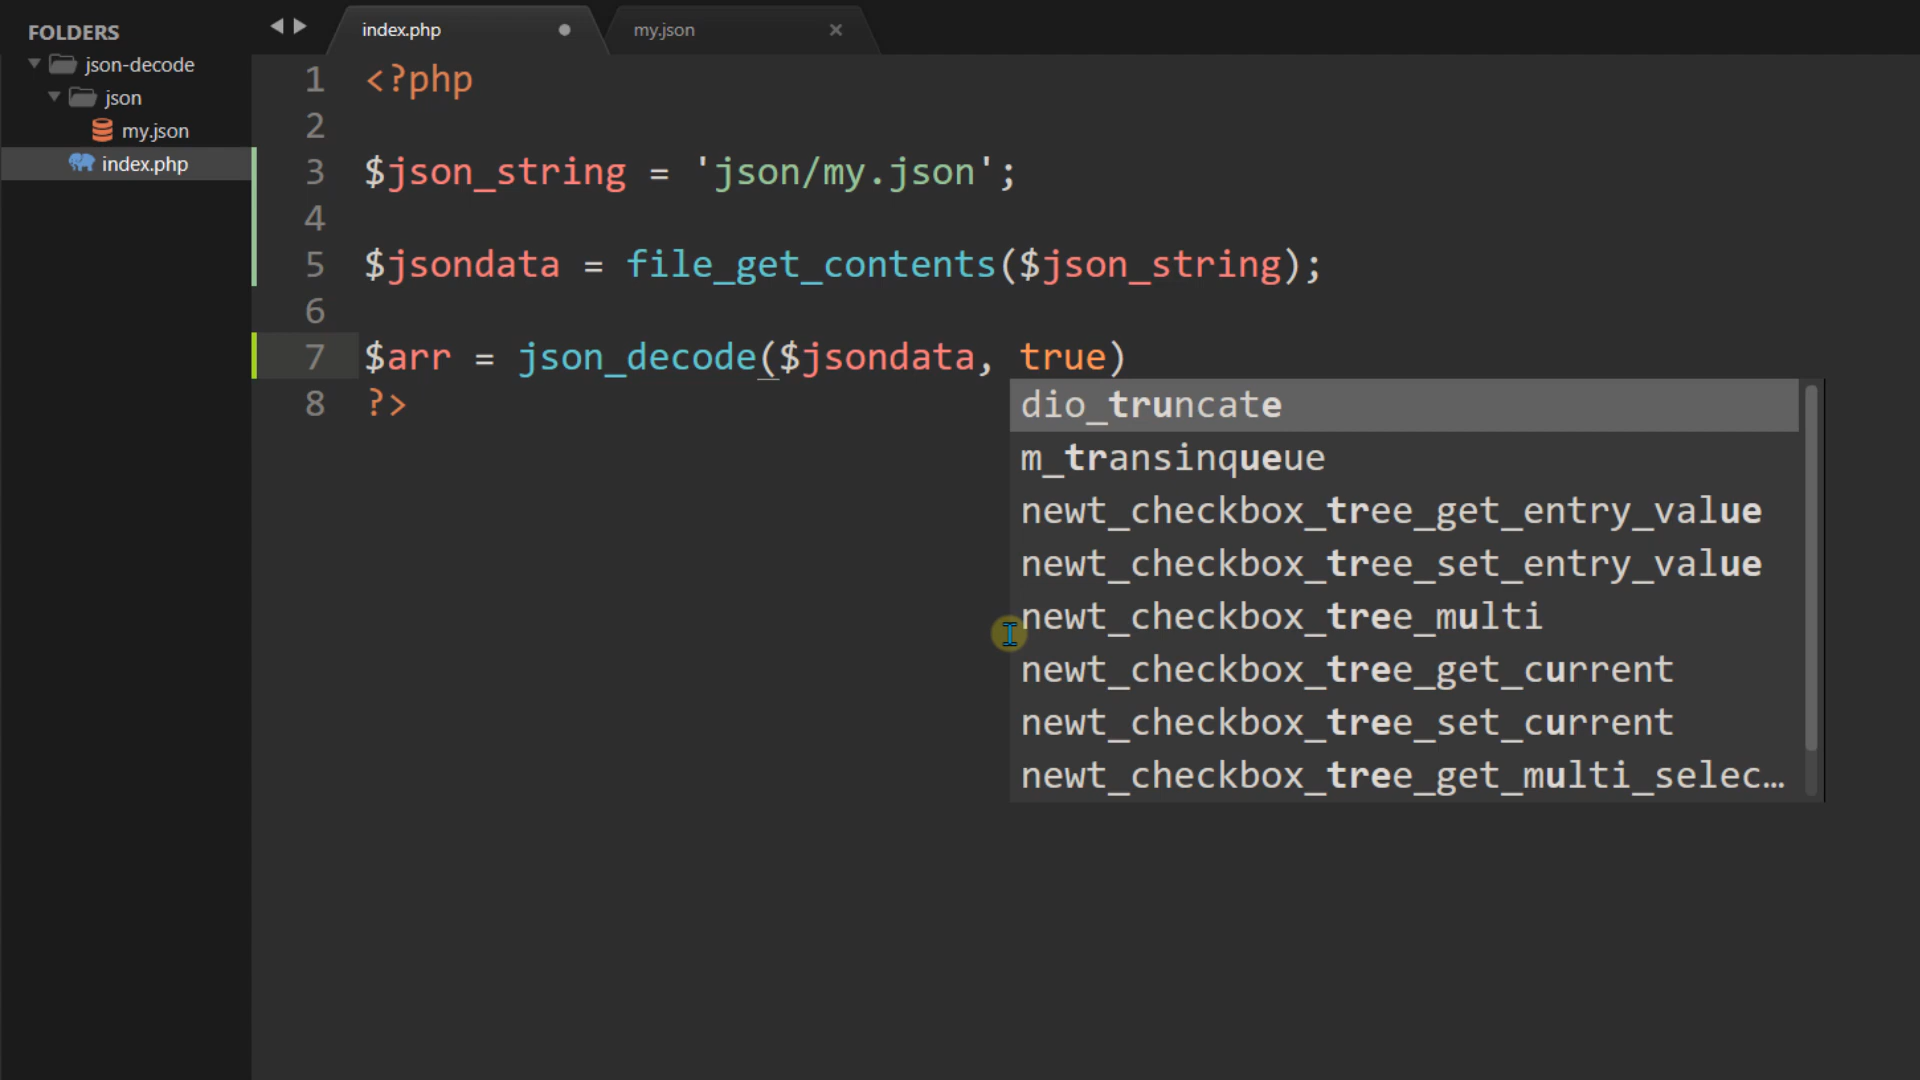 FOLDERS
json-decode
json
my.json
index.php
index.php
my.json
1 <?php
2
3 $json_string = 'json/my.json';
4
5 $jsondata = file_get_contents($json_string);
6
7 $arr = json_decode($jsondata, true)
8 ?>
dio_truncate
m_transinqueue
newt_checkbox_tree_get_entry_value
newt_checkbox_tree_set_entry_value
newt_checkbox_tree_multi
newt_checkbox_tree_get_current
newt_checkbox_tree_set_current
newt_checkbox_tree_get_multi_selec…